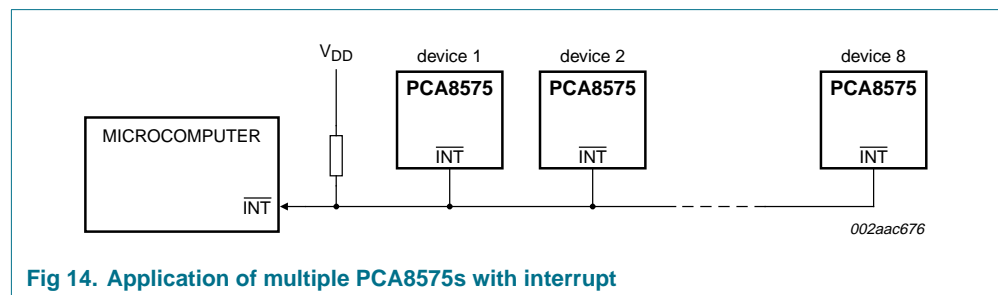 V_DD
device 1
device 2
device 8
PCA8575
PCA8575
PCA8575
MICROCOMPUTER
INT
INT
INT
INT
002aac676
Fig 14. Application of multiple PCA8575s with interrupt